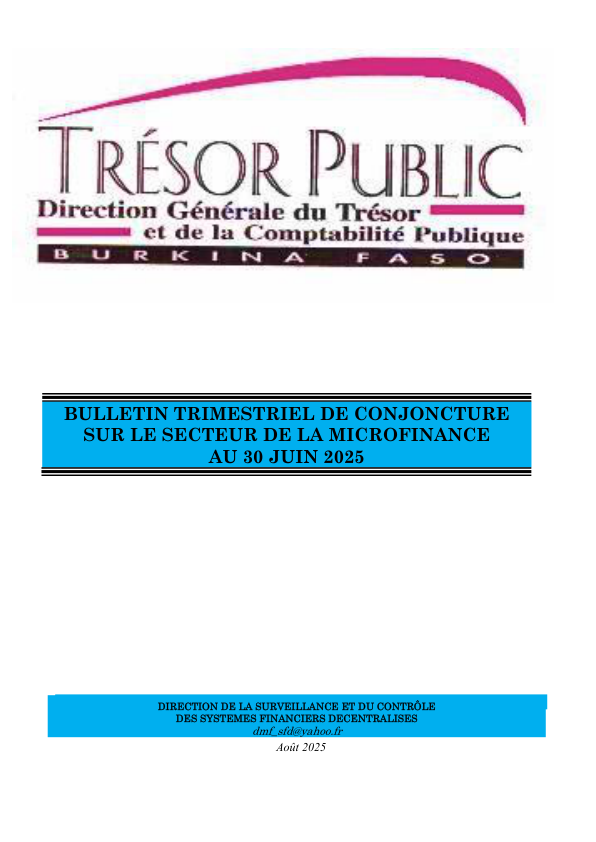 TRÉSOR PUBLIC
Direction Générale du Trésor
et de la Comptabilité Publique
BURKINA FASO
BULLETIN TRIMESTRIEL DE CONJONCTURE
SUR LE SECTEUR DE LA MICROFINANCE
AU 30 JUIN 2025
DIRECTION DE LA SURVEILLANCE ET DU CONTRÔLE
DES SYSTEMES FINANCIERS DECENTRALISES
dmf_sfd@yahoo.fr
Août 2025